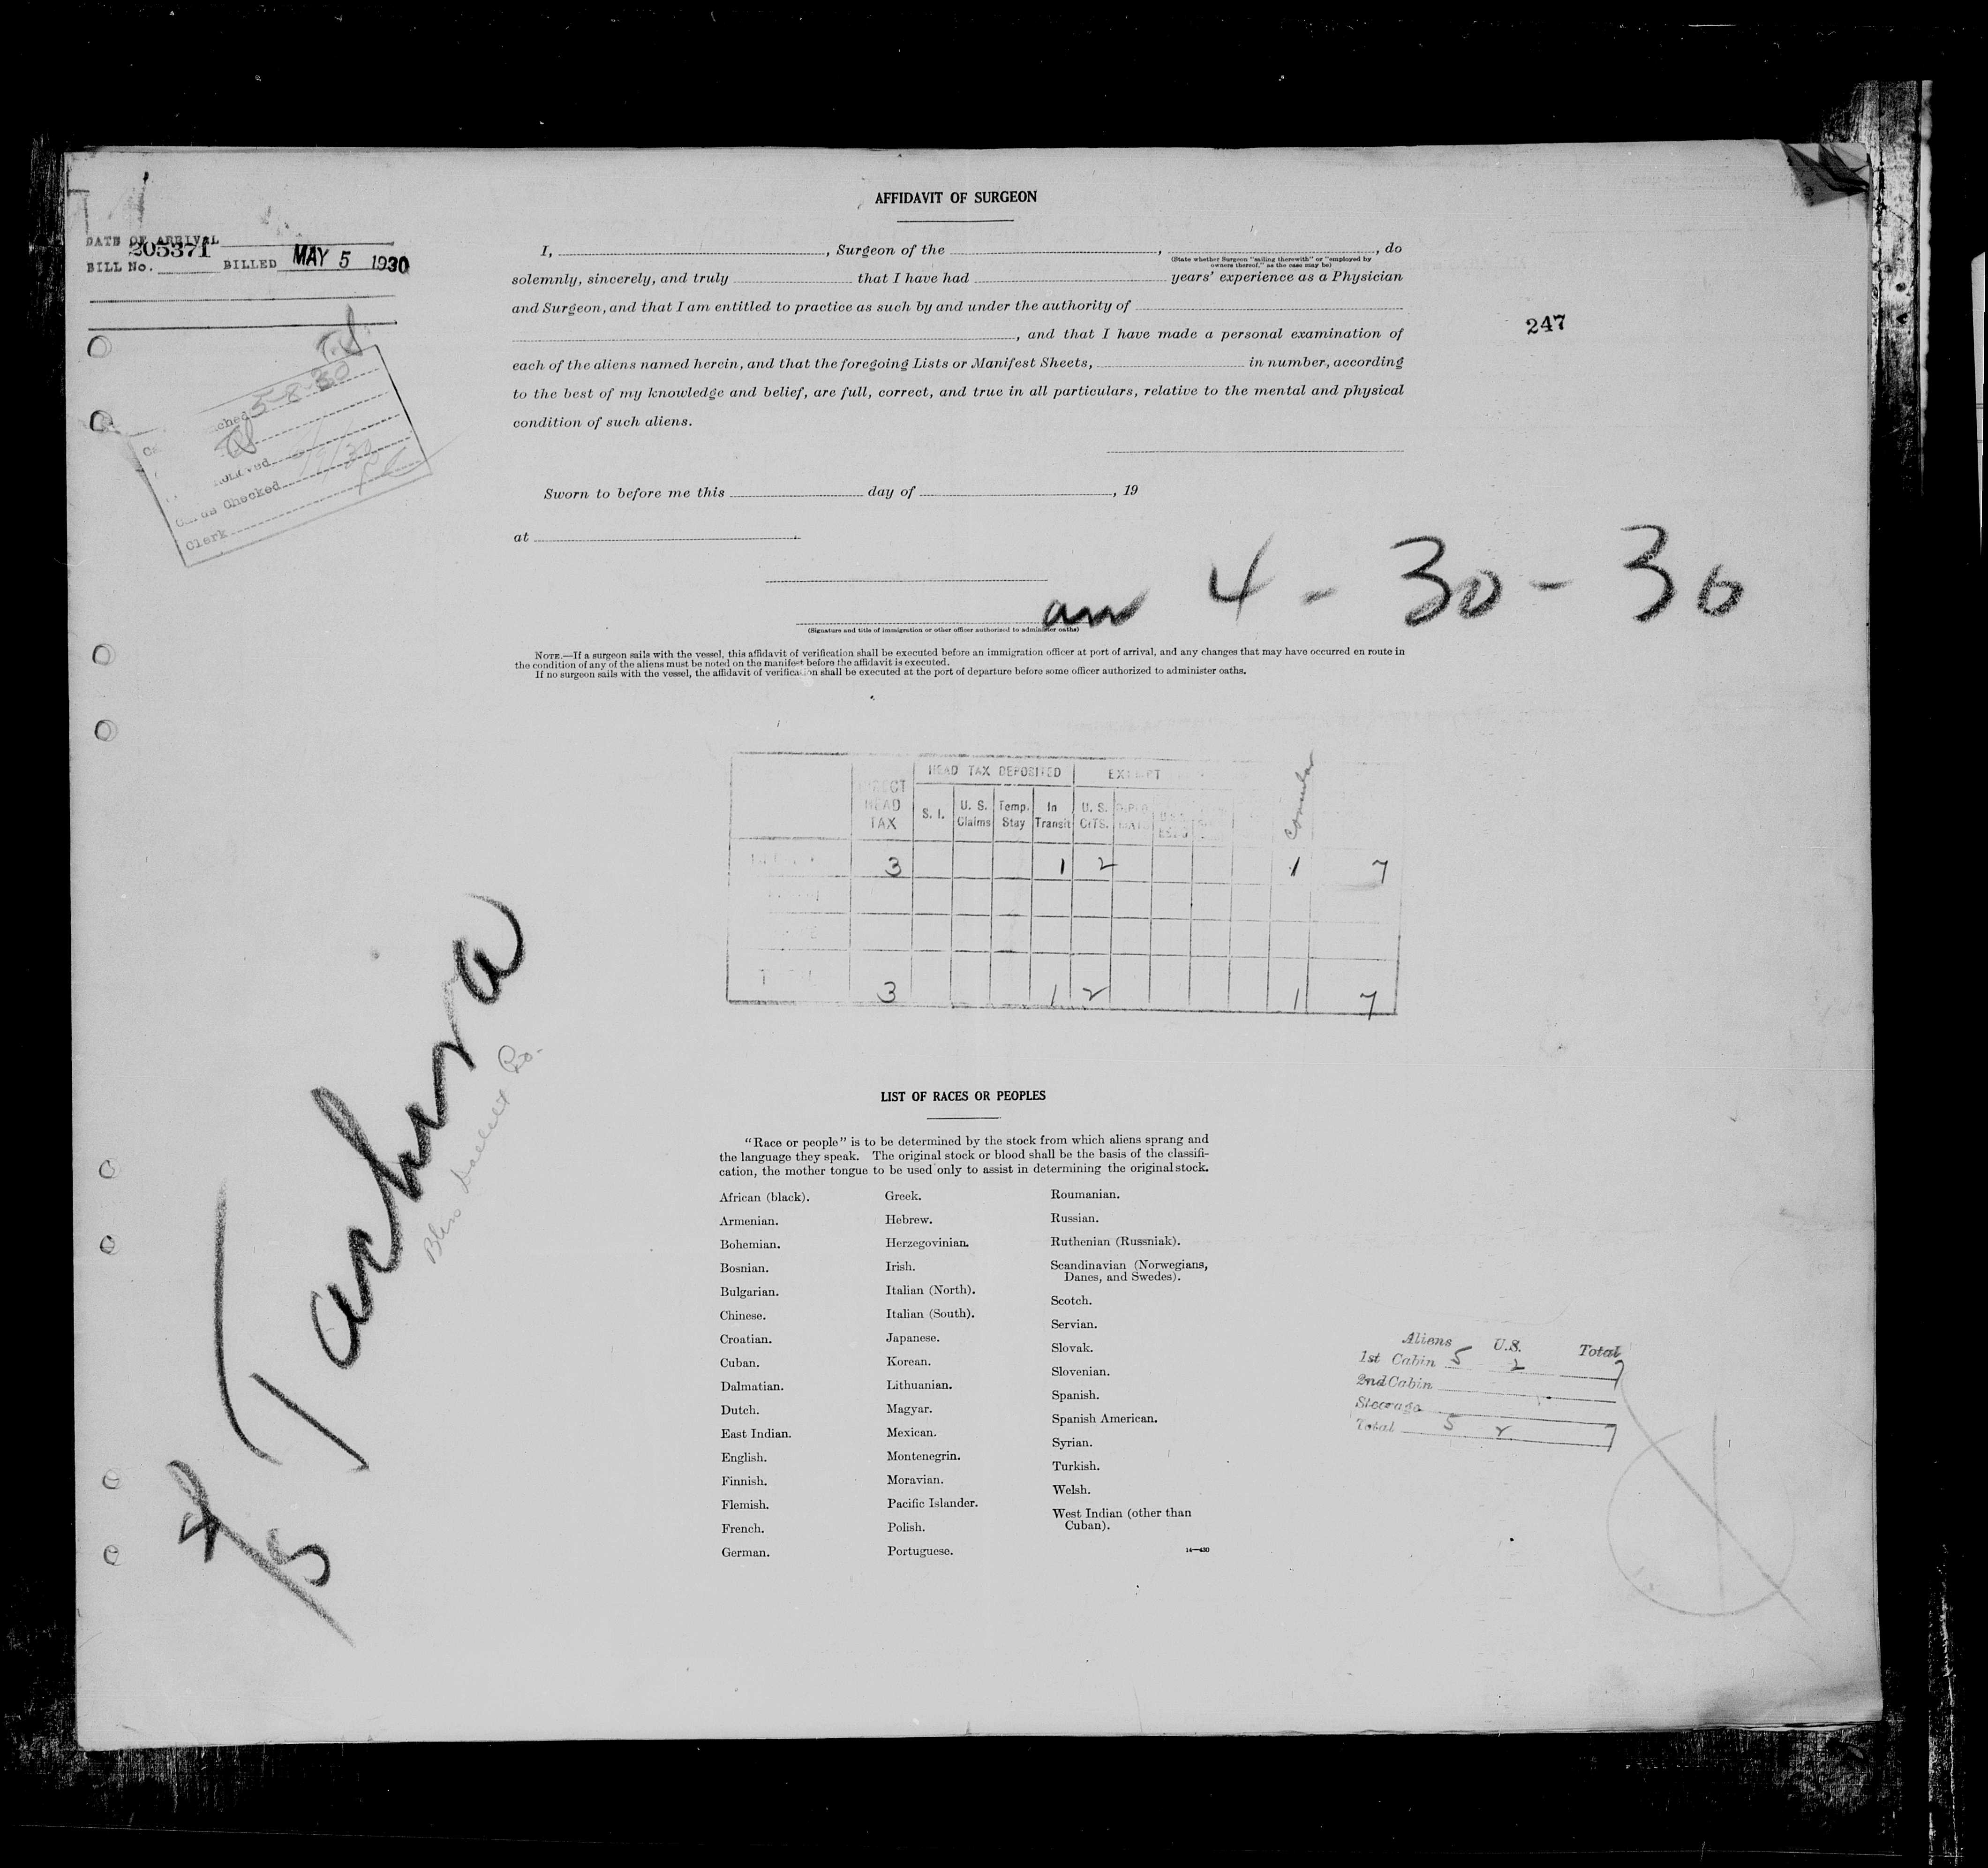 AFFIDAVIT OF SURGEON
DATE OF ARRIVAL
205371
BILL No. BILLED MAY 5 1930
I, , Surgeon of the , , do
(State whether Surgeon "sailing therewith" or "employed by
owners thereof," as the case may be)
solemnly, sincerely, and truly that I have had years' experience as a Physician
and Surgeon, and that I am entitled to practice as such by and under the authority of
, and that I have made a personal examination of
247
each of the aliens named herein, and that the foregoing Lists or Manifest Sheets, in number, according
to the best of my knowledge and belief, are full, correct, and true in all particulars, relative to the mental and physical
condition of such aliens.
5-8-30
Checked
Clerk
Sworn to before me this day of , 19
at
arr 4 - 30 - 30
(Signature and title of immigration or other officer authorized to administer oaths)
NOTE.—If a surgeon sails with the vessel, this affidavit of verification shall be executed before an immigration officer at port of arrival, and any changes that may have occurred en route in
the condition of any of the aliens must be noted on the manifest before the affidavit is executed.
If no surgeon sails with the vessel, the affidavit of verification shall be executed at the port of departure before some officer authorized to administer oaths.
DIRECT HEAD TAX
HEAD TAX DEPOSITED
EXEMPT
S. I.
U. S. Claims
Temp. Stay
In Transit
U. S. CITS.
Consular
3 1 2 1 7
3 1 2 1 7
SS Tachira
Bliss Dallett Co.
LIST OF RACES OR PEOPLES
"Race or people" is to be determined by the stock from which aliens sprang and
the language they speak. The original stock or blood shall be the basis of the classifi-
cation, the mother tongue to be used only to assist in determining the original stock.
African (black).
Armenian.
Bohemian.
Bosnian.
Bulgarian.
Chinese.
Croatian.
Cuban.
Dalmatian.
Dutch.
East Indian.
English.
Finnish.
Flemish.
French.
German.
Greek.
Hebrew.
Herzegovinian.
Irish.
Italian (North).
Italian (South).
Japanese.
Korean.
Lithuanian.
Magyar.
Mexican.
Montenegrin.
Moravian.
Pacific Islander.
Polish.
Portuguese.
Roumanian.
Russian.
Ruthenian (Russniak).
Scandinavian (Norwegians,
Danes, and Swedes).
Scotch.
Servian.
Slovak.
Slovenian.
Spanish.
Spanish American.
Syrian.
Turkish.
Welsh.
West Indian (other than
Cuban).
14—430
Aliens U.S. Total
1st Cabin 5 2 7
2nd Cabin
Steerage
Total 5 2 7